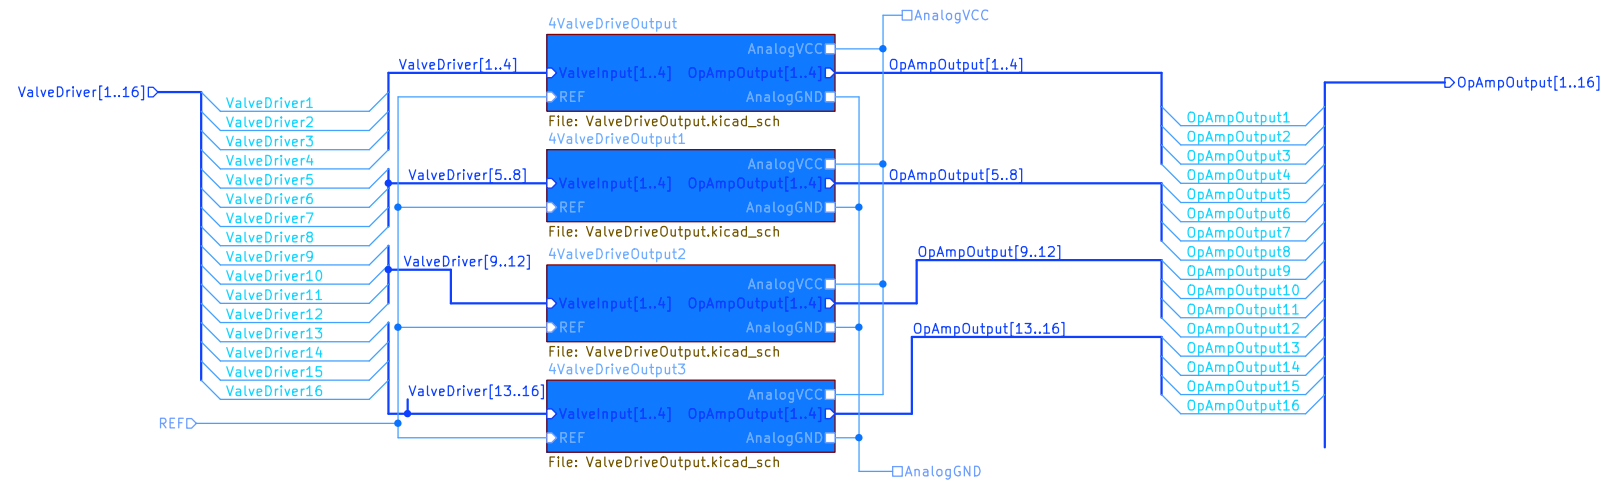 ValveDriver[1..16]
ValveDriver1
ValveDriver2
ValveDriver3
ValveDriver4
ValveDriver5
ValveDriver6
ValveDriver7
ValveDriver8
ValveDriver9
ValveDriver10
ValveDriver11
ValveDriver12
ValveDriver13
ValveDriver14
ValveDriver15
ValveDriver16
REF
ValveDriver[1..4]
ValveDriver[5..8]
ValveDriver[9..12]
ValveDriver[13..16]
4ValveDriveOutput
AnalogVCC
ValveInput[1..4] OpAmpOutput[1..4]
REF AnalogGND
File: ValveDriveOutput.kicad_sch
4ValveDriveOutput1
AnalogVCC
ValveInput[1..4] OpAmpOutput[1..4]
REF AnalogGND
File: ValveDriveOutput.kicad_sch
4ValveDriveOutput2
AnalogVCC
ValveInput[1..4] OpAmpOutput[1..4]
REF AnalogGND
File: ValveDriveOutput.kicad_sch
4ValveDriveOutput3
AnalogVCC
ValveInput[1..4] OpAmpOutput[1..4]
REF AnalogGND
File: ValveDriveOutput.kicad_sch
AnalogVCC
OpAmpOutput[1..4]
OpAmpOutput[5..8]
OpAmpOutput[9..12]
OpAmpOutput[13..16]
AnalogGND
OpAmpOutput1
OpAmpOutput2
OpAmpOutput3
OpAmpOutput4
OpAmpOutput5
OpAmpOutput6
OpAmpOutput7
OpAmpOutput8
OpAmpOutput9
OpAmpOutput10
OpAmpOutput11
OpAmpOutput12
OpAmpOutput13
OpAmpOutput14
OpAmpOutput15
OpAmpOutput16
OpAmpOutput[1..16]